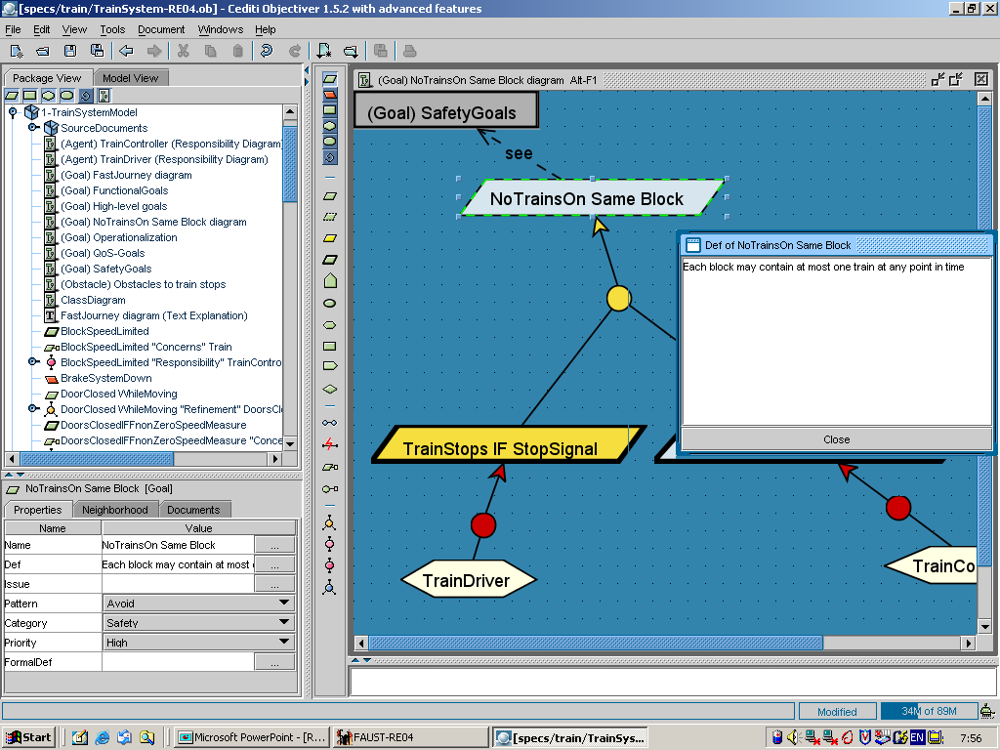 [specs/train/TrainSystem-RE04.ob] - Cediti Objectiver 1.5.2 with advanced features
File Edit View Tools Document Windows Help
Package View Model View
1-TrainSystemModel
SourceDocuments
(Agent) TrainController (Responsibility Diagram)
(Agent) TrainDriver (Responsibility Diagram)
(Goal) FastJourney diagram
(Goal) FunctionalGoals
(Goal) High-level goals
(Goal) NoTrainsOn Same Block diagram
(Goal) Operationalization
(Goal) QoS-Goals
(Goal) SafetyGoals
(Obstacle) Obstacles to train stops
ClassDiagram
FastJourney diagram (Text Explanation)
BlockSpeedLimited
BlockSpeedLimited "Concerns" Train
BlockSpeedLimited "Responsibility" TrainContro
BrakeSystemDown
DoorClosed WhileMoving
DoorClosed WhileMoving "Refinement" DoorsCl
DoorsClosedIFFnonZeroSpeedMeasure
DoorsClosedIFFnonZeroSpeedMeasure "Conce
NoTrainsOn Same Block [Goal]
Properties Neighborhood Documents
Name Value
Name NoTrainsOn Same Block ...
Def Each block may contain at most ...
Issue ...
Pattern Avoid
Category Safety
Priority High
FormalDef ...
(Goal) NoTrainsOn Same Block diagram Alt-F1
(Goal) SafetyGoals
see
NoTrainsOn Same Block
Def of NoTrainsOn Same Block
Each block may contain at most one train at any point in time
Close
TrainStops IF StopSignal
TrainDriver
TrainCo
Modified 34M of 89M
Start Microsoft PowerPoint - [R... FAUST-RE04 [specs/train/TrainSys... EN 7:56